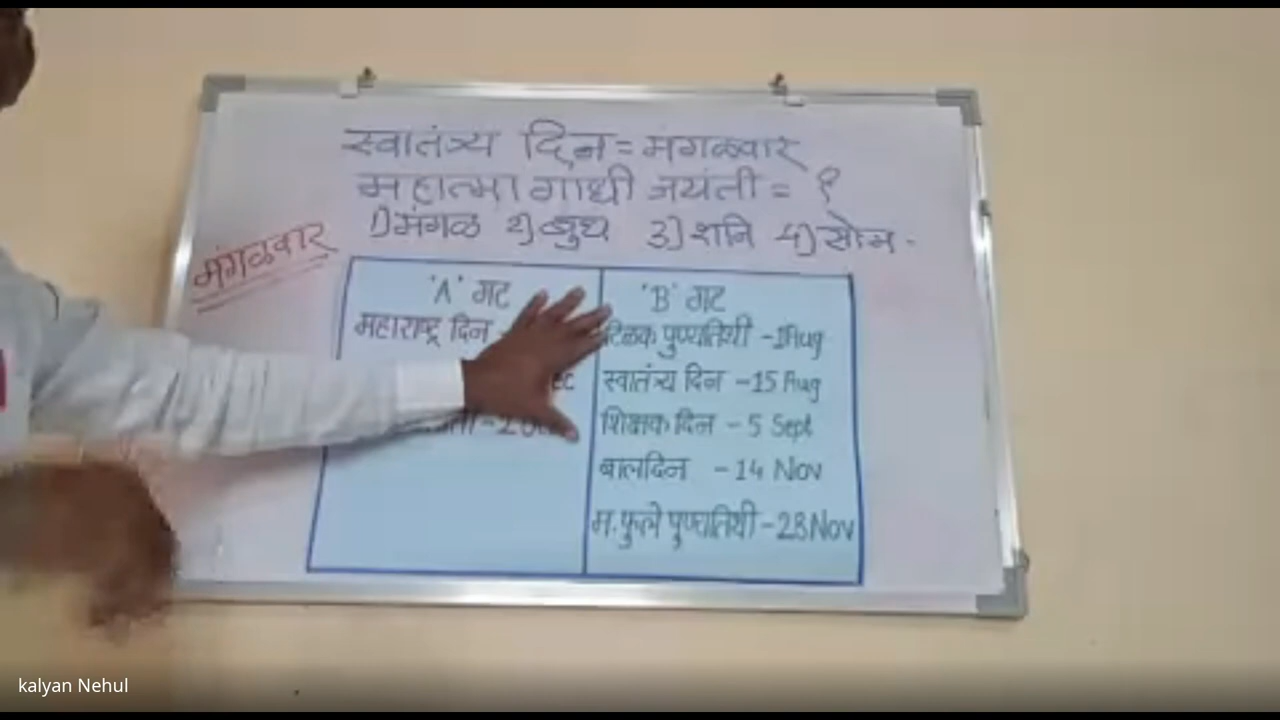 स्वातंत्र्य दिन = मंगळवार
महात्मा गांधी जयंती = ?
1) मंगळ २) बुध 3) शनि 4) सोम.
मंगळवार
'A' गट
महाराष्ट्र दिन -
'B' गट
टिळक पुण्यतिथी - 1 Aug
स्वातंत्र्य दिन - 15 Aug
शिक्षक दिन - 5 Sept
बालदिन - 14 Nov
म. फुले पुण्यतिथी - 28 Nov
kalyan Nehul